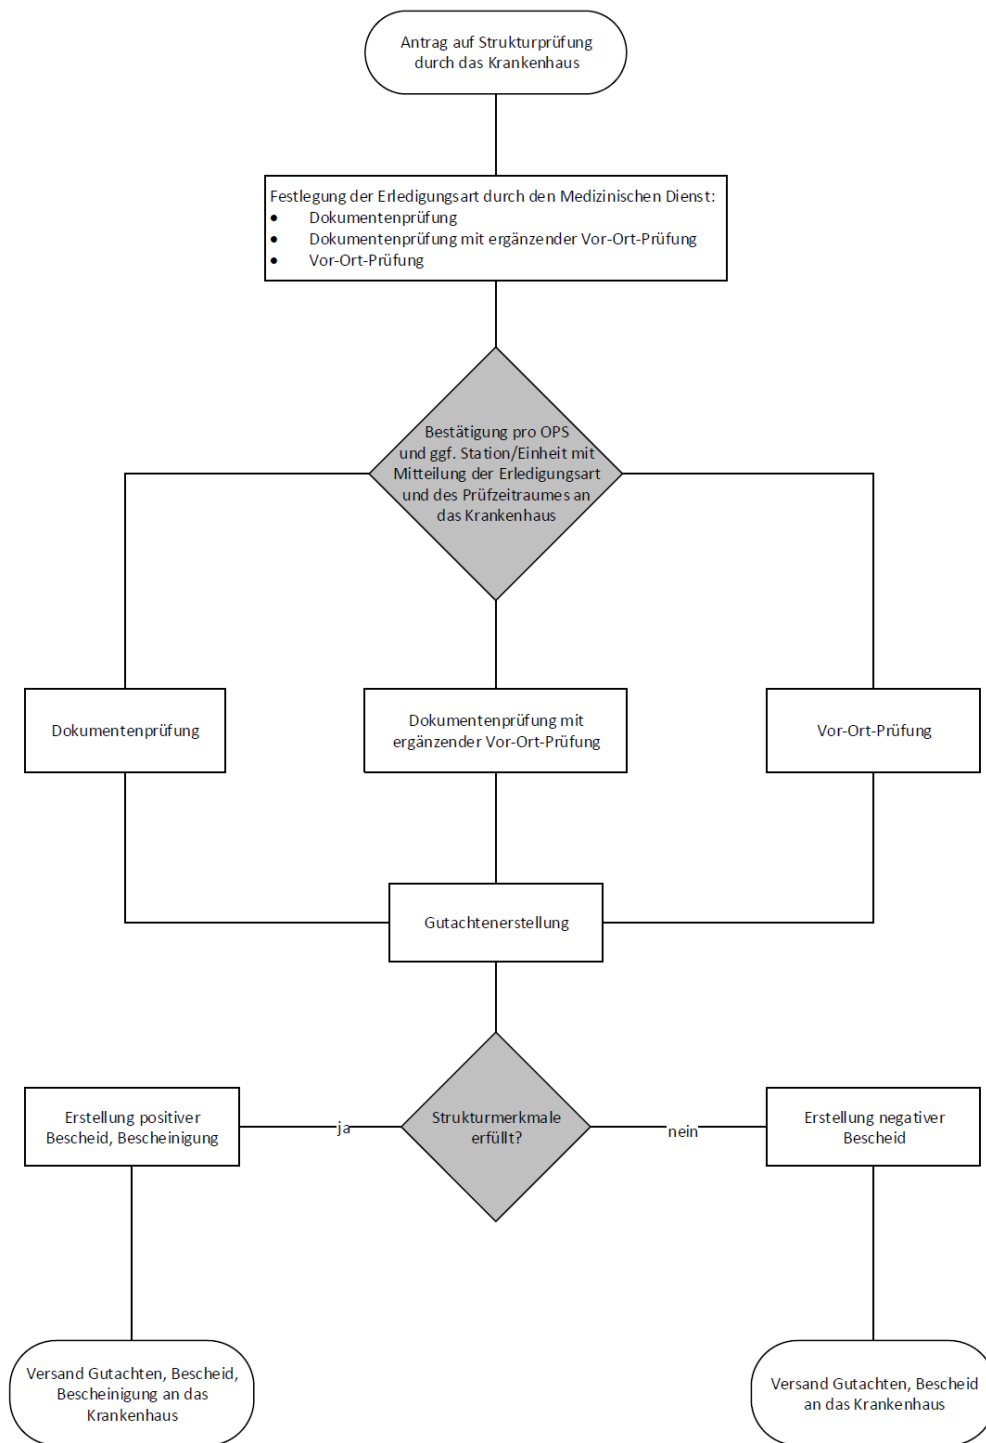 Antrag auf Strukturprüfung
durch das Krankenhaus
Festlegung der Erledigungsart durch den Medizinischen Dienst:
• Dokumentenprüfung
• Dokumentenprüfung mit ergänzender Vor-Ort-Prüfung
• Vor-Ort-Prüfung
Bestätigung pro OPS
und ggf. Station/Einheit mit
Mitteilung der Erledigungsart
und des Prüfzeitraumes an
das Krankenhaus
Dokumentenprüfung
Dokumentenprüfung mit
ergänzender Vor-Ort-Prüfung
Vor-Ort-Prüfung
Gutachtenerstellung
Erstellung positiver
Bescheid, Bescheinigung
ja
Strukturmerkmale
erfüllt?
nein
Erstellung negativer
Bescheid
Versand Gutachten, Bescheid,
Bescheinigung an das
Krankenhaus
Versand Gutachten, Bescheid
an das Krankenhaus